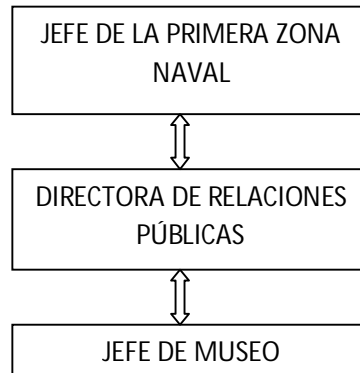 JEFE DE LA PRIMERA ZONA
NAVAL
DIRECTORA DE RELACIONES
PÚBLICAS
JEFE DE MUSEO